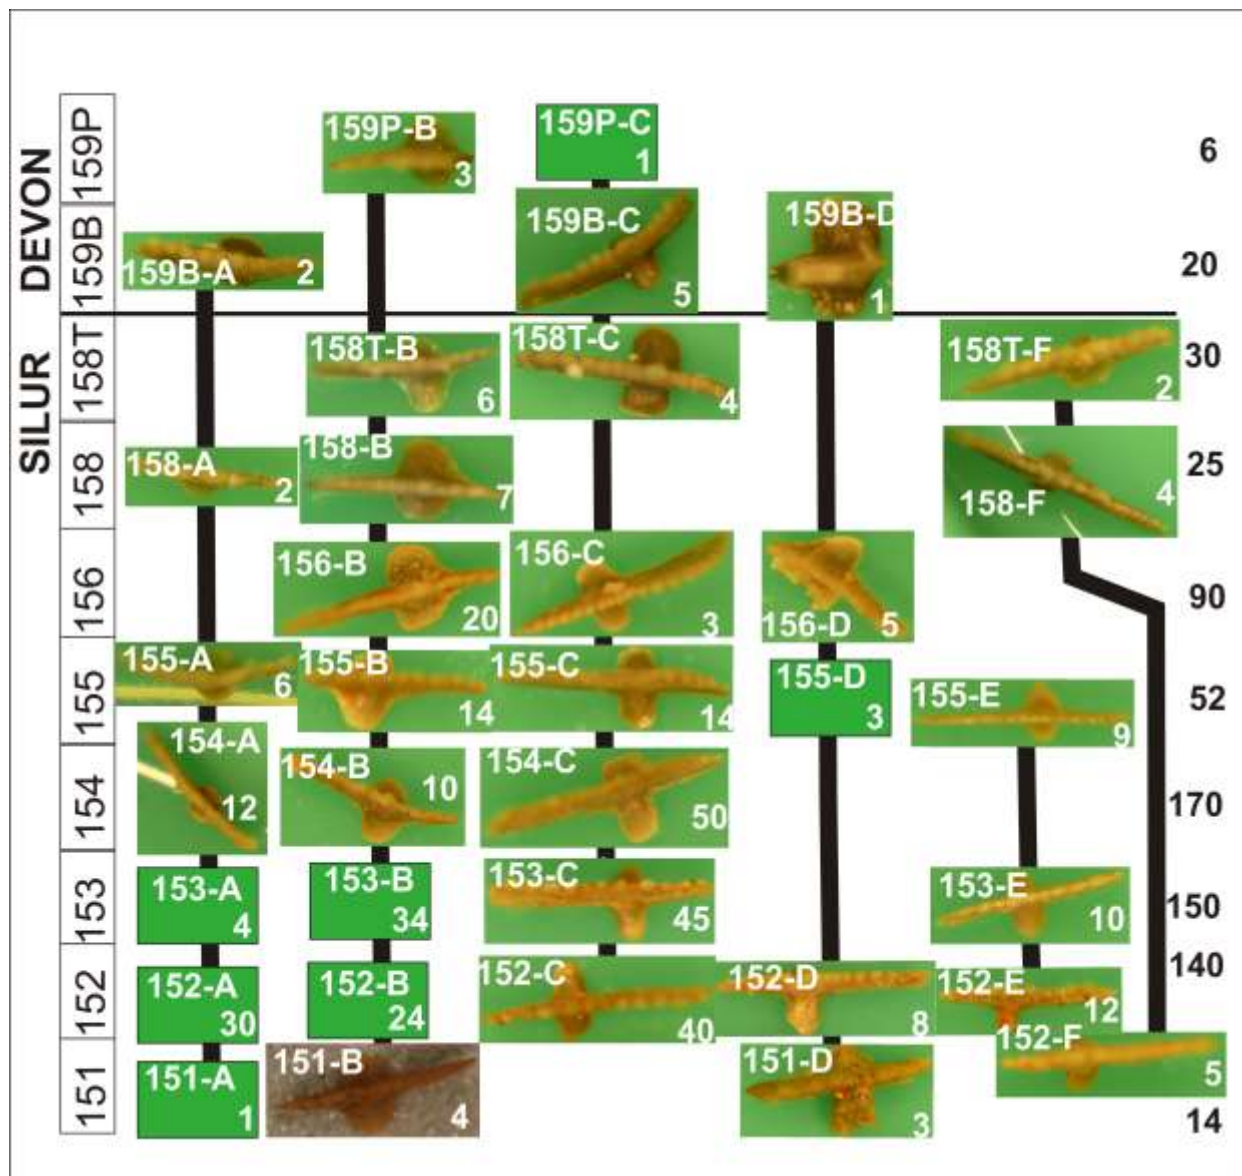 DEVON
SILUR
159P
159P-B
3
159P-C
1
6
159B
159B-A
2
159B-C
5
159B-D
1
20
158T
158T-B
6
158T-C
4
158T-F
2
30
158
158-A
2
158-B
7
158-F
4
25
156
156-B
20
156-C
3
156-D
5
90
155
155-A
6
155-B
14
155-C
14
155-D
3
155-E
9
52
154
154-A
12
154-B
10
154-C
50
170
153
153-A
4
153-B
34
153-C
45
153-E
10
150
152
152-A
30
152-B
24
152-C
40
152-D
8
152-E
12
152-F
5
140
151
151-A
1
151-B
4
151-D
3
14